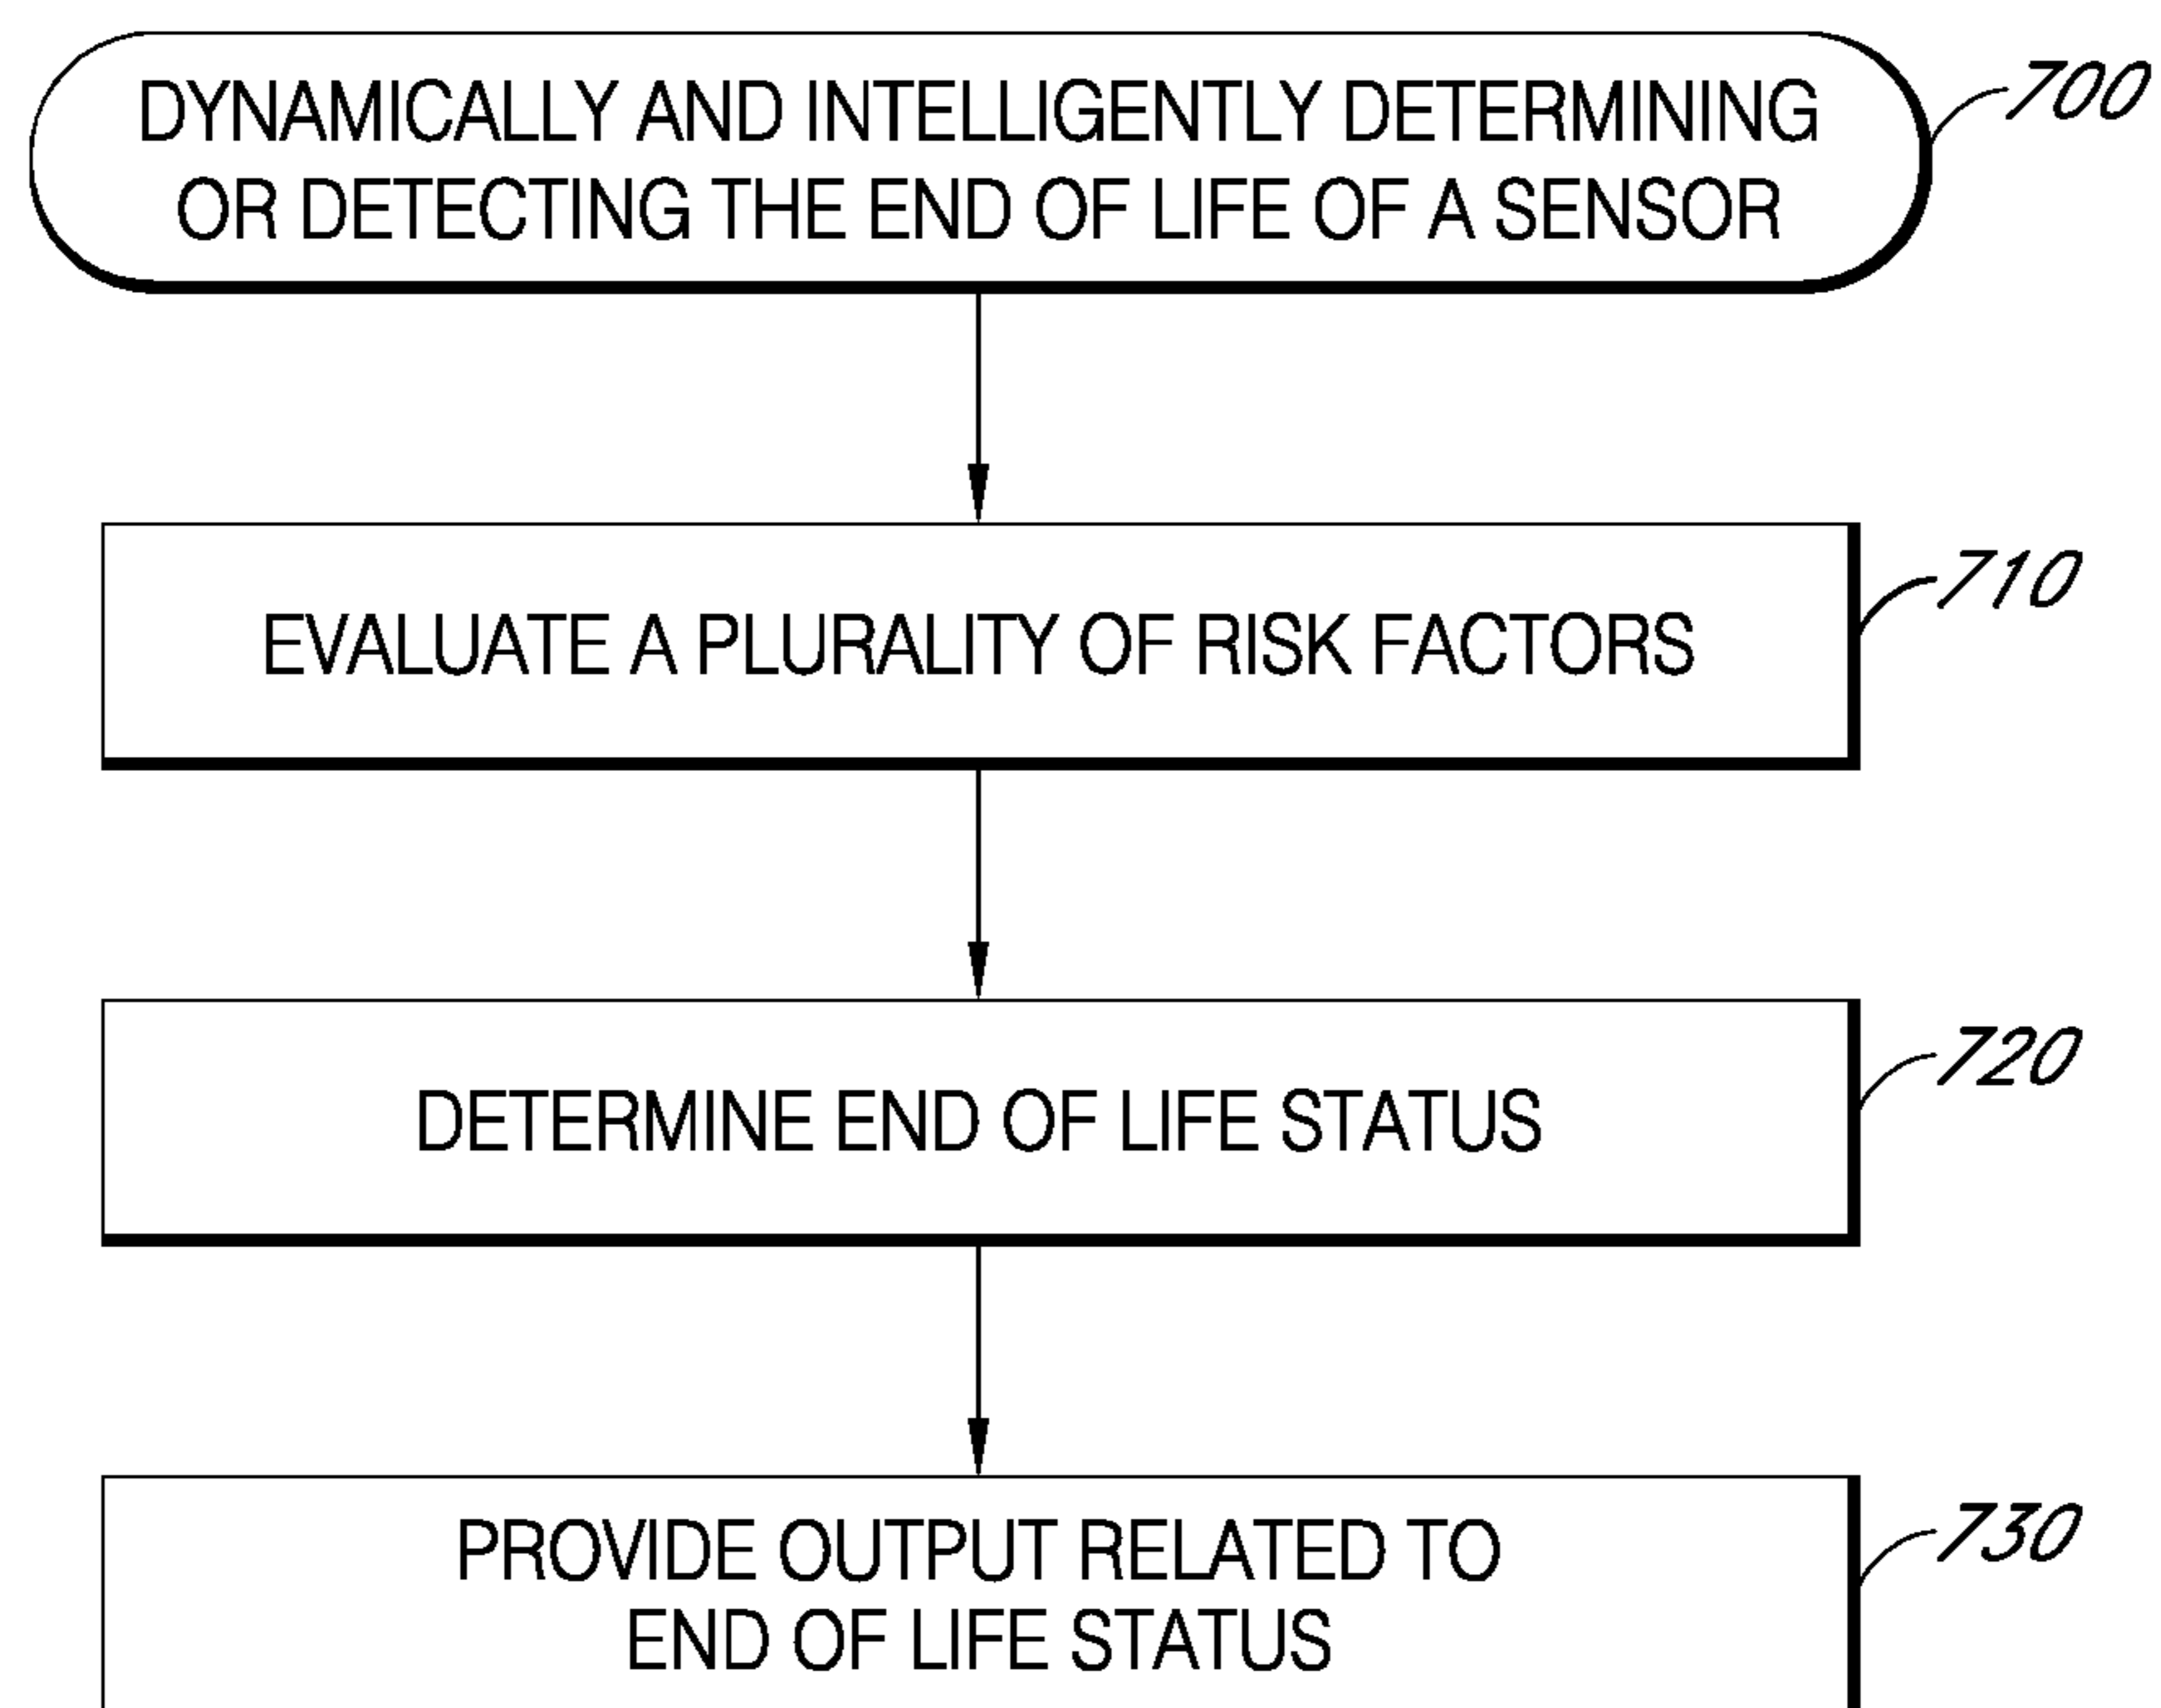 DYNAMICALLY AND INTELLIGENTLY DETERMINING
OR DETECTING THE END OF LIFE OF A SENSOR
700
EVALUATE A PLURALITY OF RISK FACTORS
710
DETERMINE END OF LIFE STATUS
720
PROVIDE OUTPUT RELATED TO
END OF LIFE STATUS
730